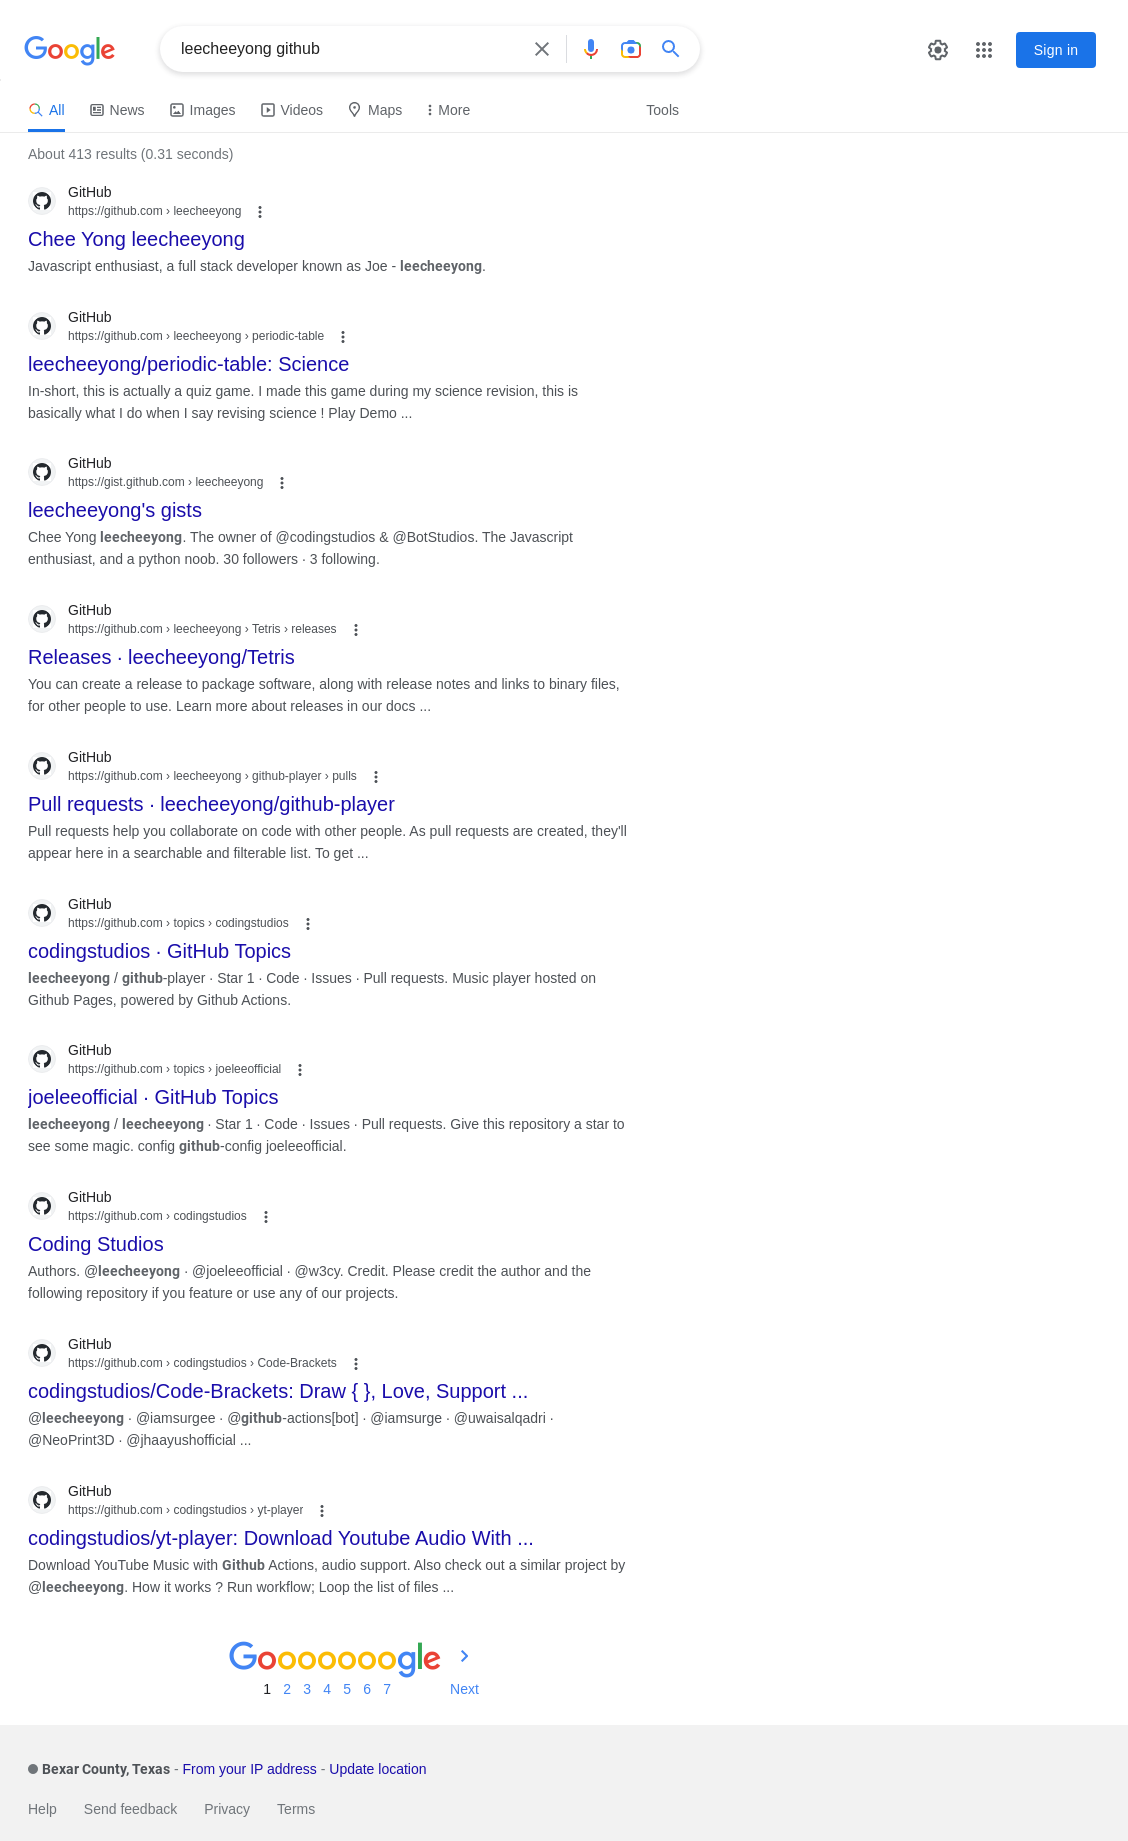 Google
leecheeyong github
Sign in
All News Images Videos Maps More Tools
About 413 results (0.31 seconds)
GitHub
https://github.com › leecheeyong
Chee Yong leecheeyong
Javascript enthusiast, a full stack developer known as Joe - leecheeyong.
GitHub
https://github.com › leecheeyong › periodic-table
leecheeyong/periodic-table: Science
In-short, this is actually a quiz game. I made this game during my science revision, this is
basically what I do when I say revising science ! Play Demo ...
GitHub
https://gist.github.com › leecheeyong
leecheeyong's gists
Chee Yong leecheeyong. The owner of @codingstudios & @BotStudios. The Javascript
enthusiast, and a python noob. 30 followers · 3 following.
GitHub
https://github.com › leecheeyong › Tetris › releases
Releases · leecheeyong/Tetris
You can create a release to package software, along with release notes and links to binary files,
for other people to use. Learn more about releases in our docs ...
GitHub
https://github.com › leecheeyong › github-player › pulls
Pull requests · leecheeyong/github-player
Pull requests help you collaborate on code with other people. As pull requests are created, they'll
appear here in a searchable and filterable list. To get ...
GitHub
https://github.com › topics › codingstudios
codingstudios · GitHub Topics
leecheeyong / github-player · Star 1 · Code · Issues · Pull requests. Music player hosted on
Github Pages, powered by Github Actions.
GitHub
https://github.com › topics › joeleeofficial
joeleeofficial · GitHub Topics
leecheeyong / leecheeyong · Star 1 · Code · Issues · Pull requests. Give this repository a star to
see some magic. config github-config joeleeofficial.
GitHub
https://github.com › codingstudios
Coding Studios
Authors. @leecheeyong · @joeleeofficial · @w3cy. Credit. Please credit the author and the
following repository if you feature or use any of our projects.
GitHub
https://github.com › codingstudios › Code-Brackets
codingstudios/Code-Brackets: Draw { }, Love, Support ...
@leecheeyong · @iamsurgee · @github-actions[bot] · @iamsurge · @uwaisalqadri ·
@NeoPrint3D · @jhaayushofficial ...
GitHub
https://github.com › codingstudios › yt-player
codingstudios/yt-player: Download Youtube Audio With ...
Download YouTube Music with Github Actions, audio support. Also check out a similar project by
@leecheeyong. How it works ? Run workflow; Loop the list of files ...
Goooooooogle
1 2 3 4 5 6 7 Next
Bexar County, Texas - From your IP address - Update location
Help Send feedback Privacy Terms